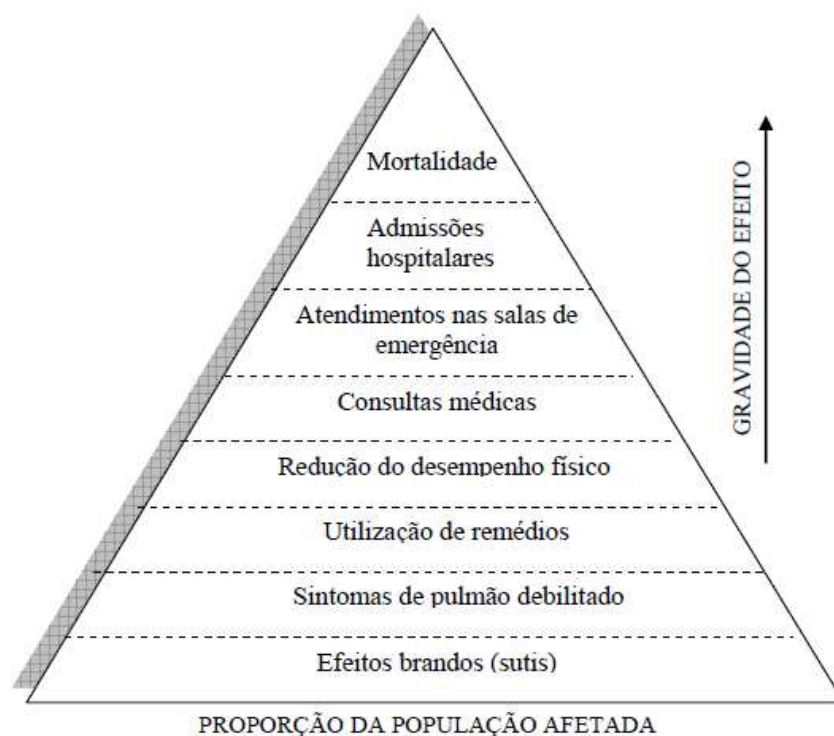 Mortalidade
Admissões
hospitalares
Atendimentos nas salas de
emergência
Consultas médicas
Redução do desempenho físico
Utilização de remédios
Sintomas de pulmão debilitado
Efeitos brandos (sutis)
PROPORÇÃO DA POPULAÇÃO AFETADA
GRAVIDADE DO EFEITO